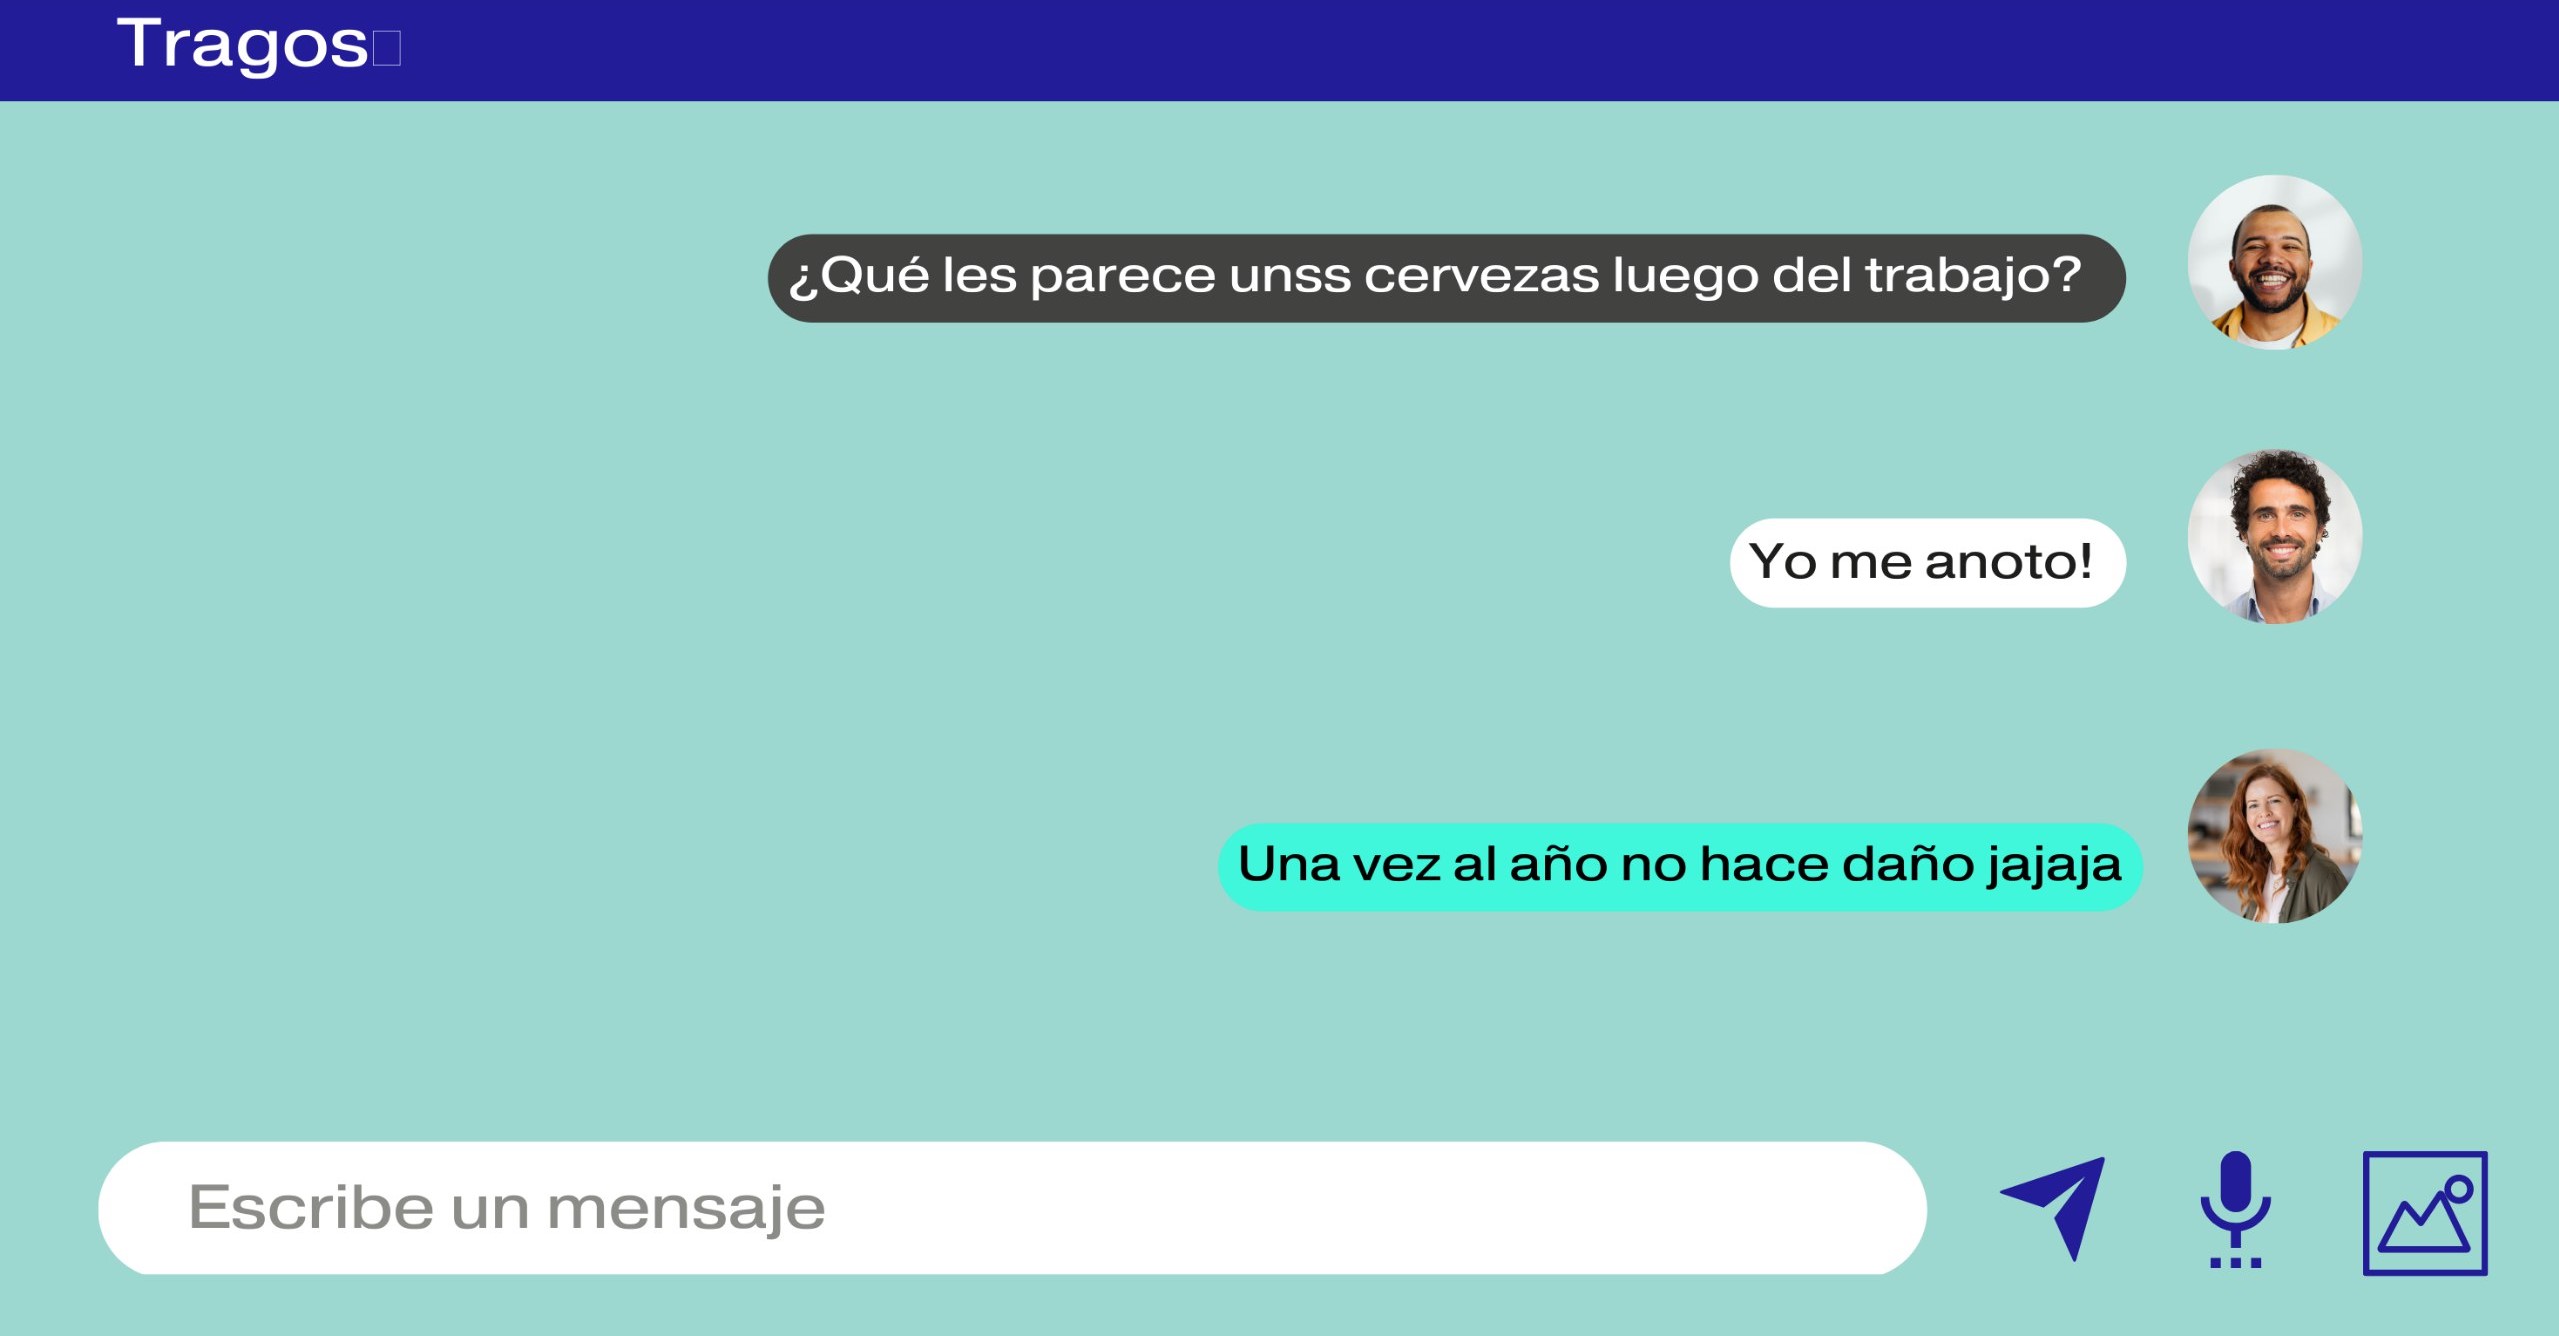 Tragos
¿Qué les parece unss cervezas luego del trabajo?
Yo me anoto!
Una vez al año no hace daño jajaja
Escribe un mensaje